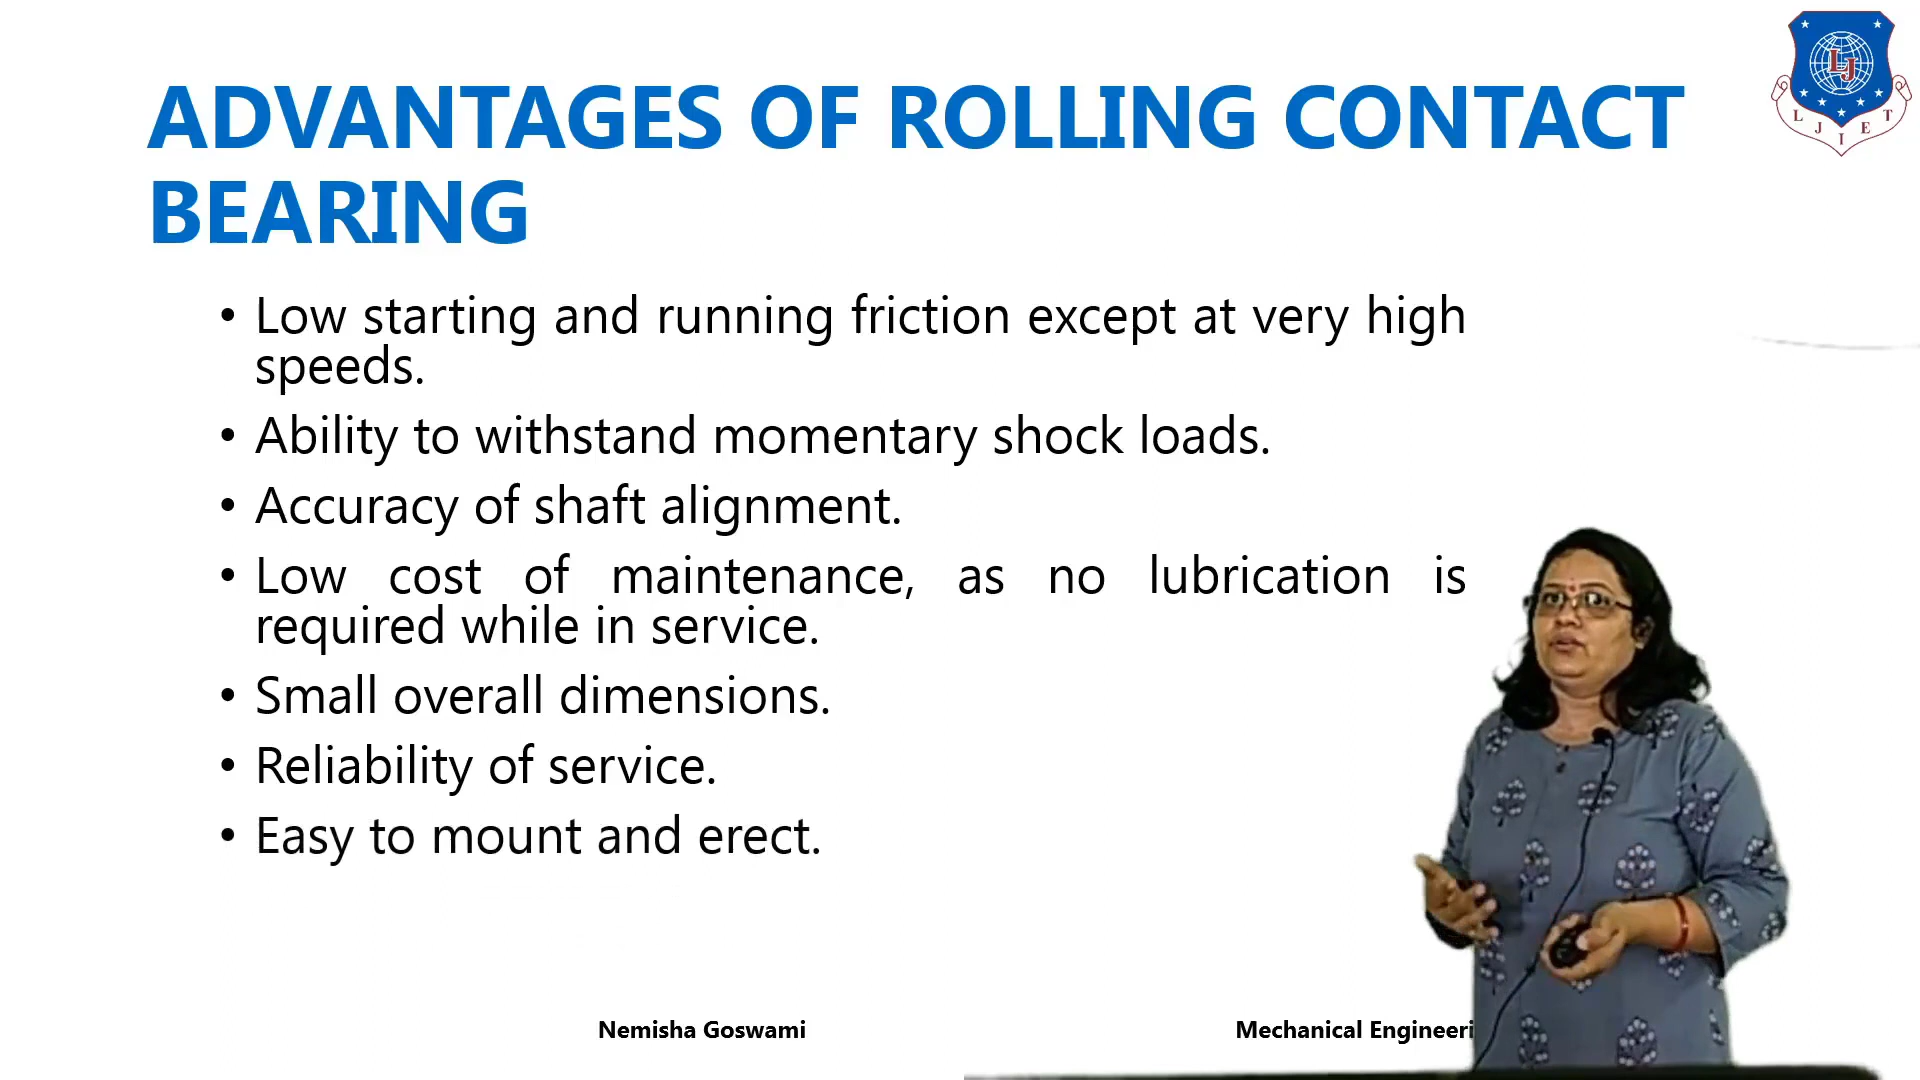 ADVANTAGES OF ROLLING CONTACT
BEARING
• Low starting and running friction except at very high
speeds.
• Ability to withstand momentary shock loads.
• Accuracy of shaft alignment.
• Low cost of maintenance, as no lubrication is
required while in service.
• Small overall dimensions.
• Reliability of service.
• Easy to mount and erect.
Nemisha Goswami
Mechanical Engineeri
LJ
L J I E T